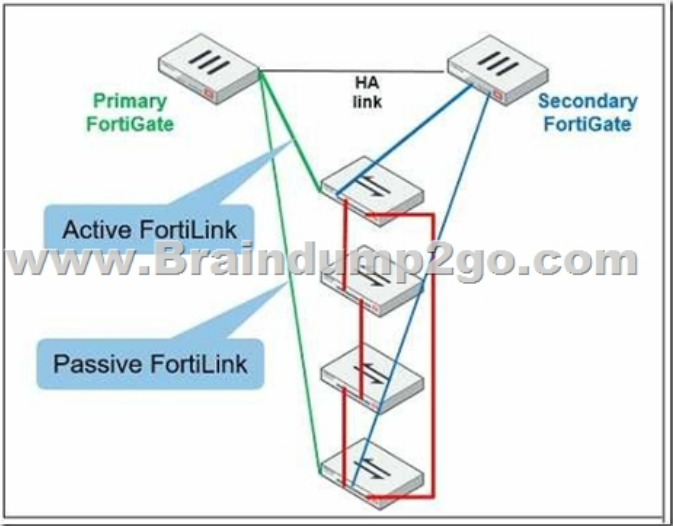 Primary
FortiGate
HA
link
Secondary
FortiGate
Active FortiLink
www.Braindump2go.com
Passive FortiLink